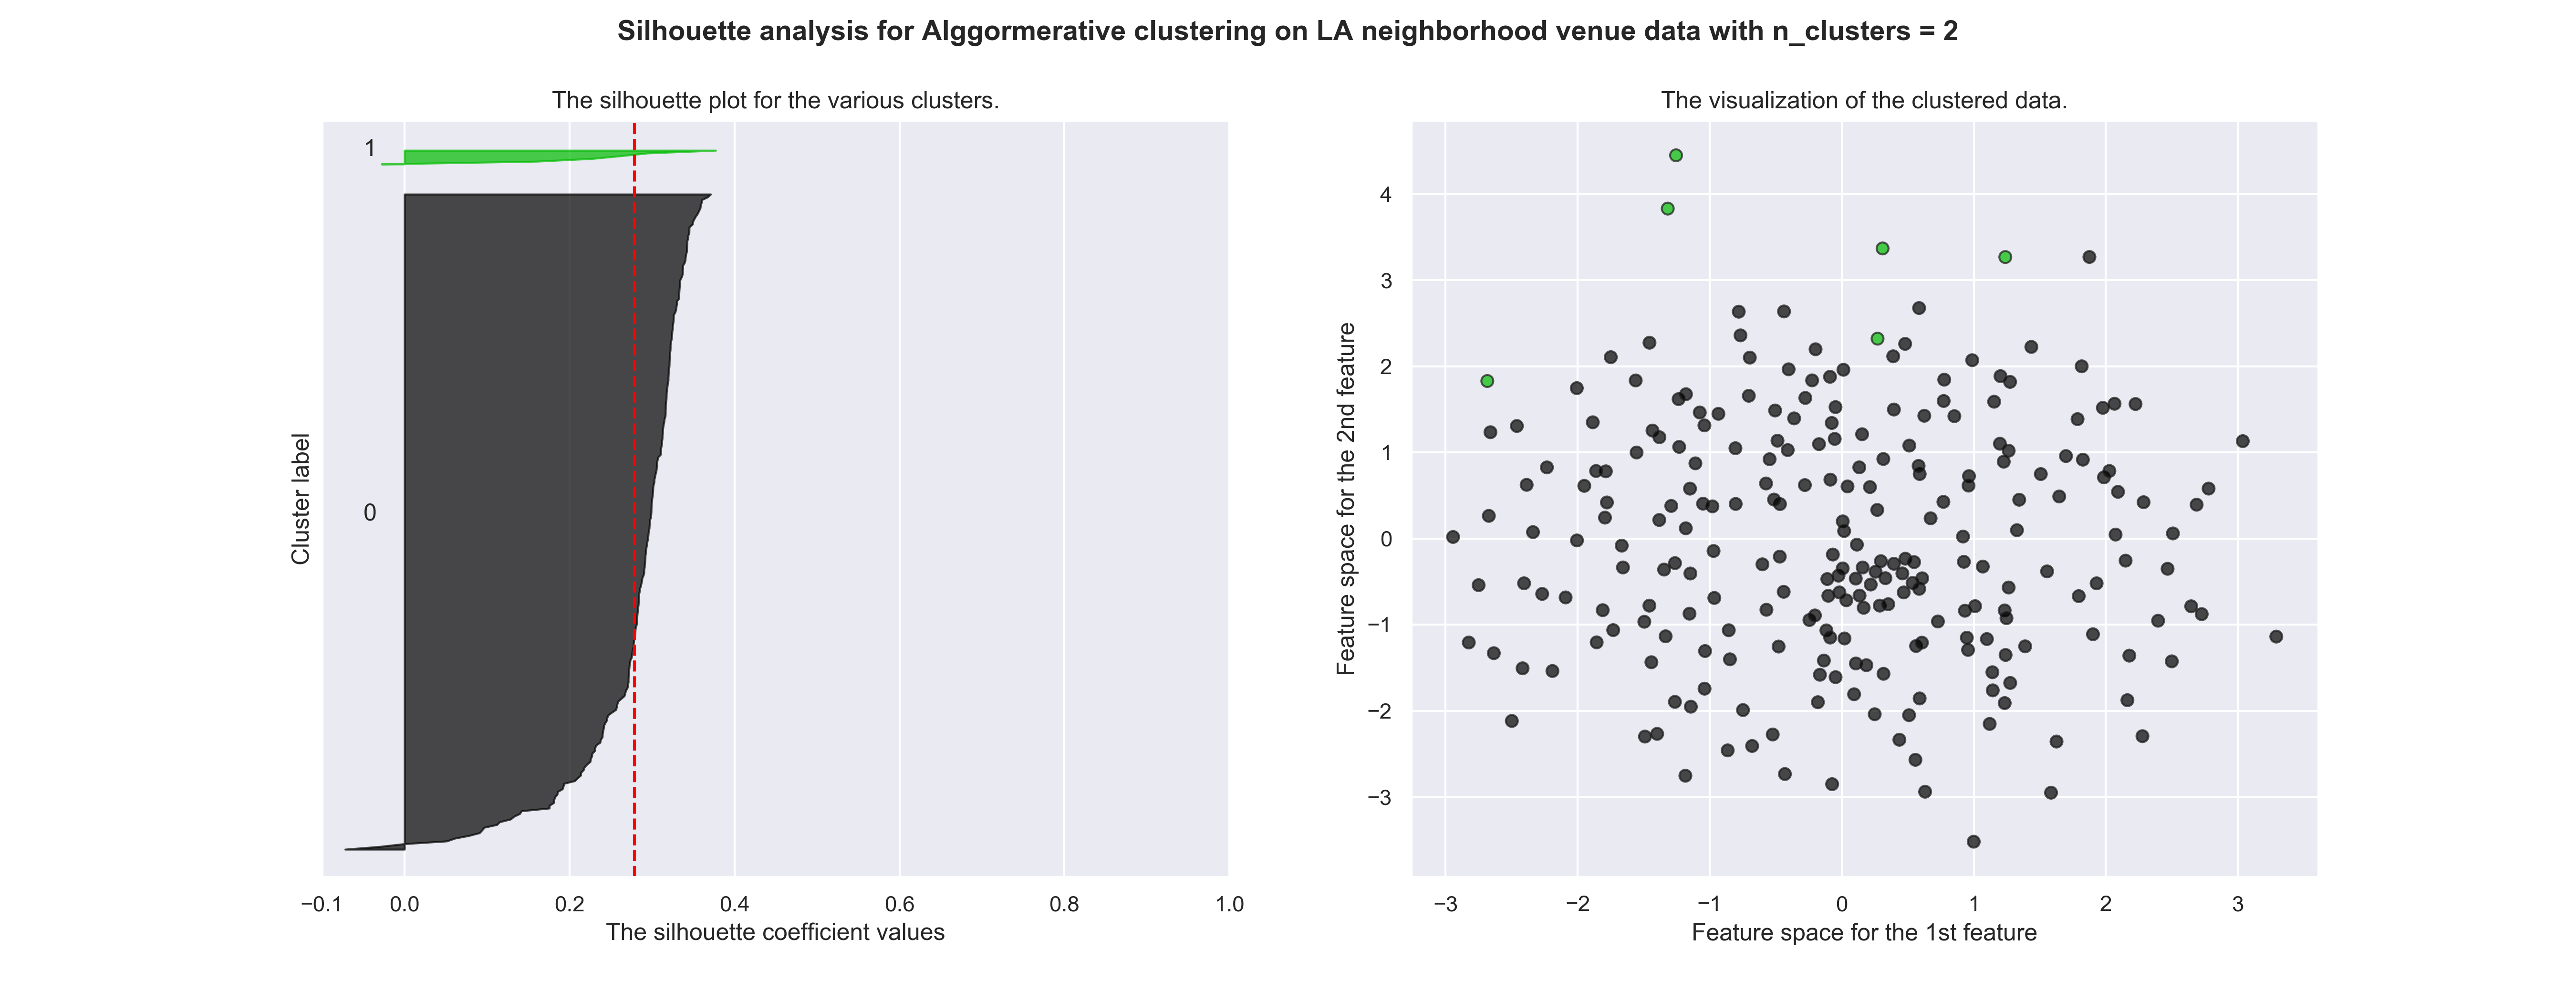 Silhouette analysis for Alggormerative clustering on LA neighborhood venue data with n_clusters = 2
The silhouette plot for the various clusters.
1
0
Cluster label
−0.1 0.0 0.2 0.4 0.6 0.8 1.0
The silhouette coefficient values
The visualization of the clustered data.
4
3
2
1
0
−1
−2
−3
Feature space for the 2nd feature
−3 −2 −1 0 1 2 3
Feature space for the 1st feature